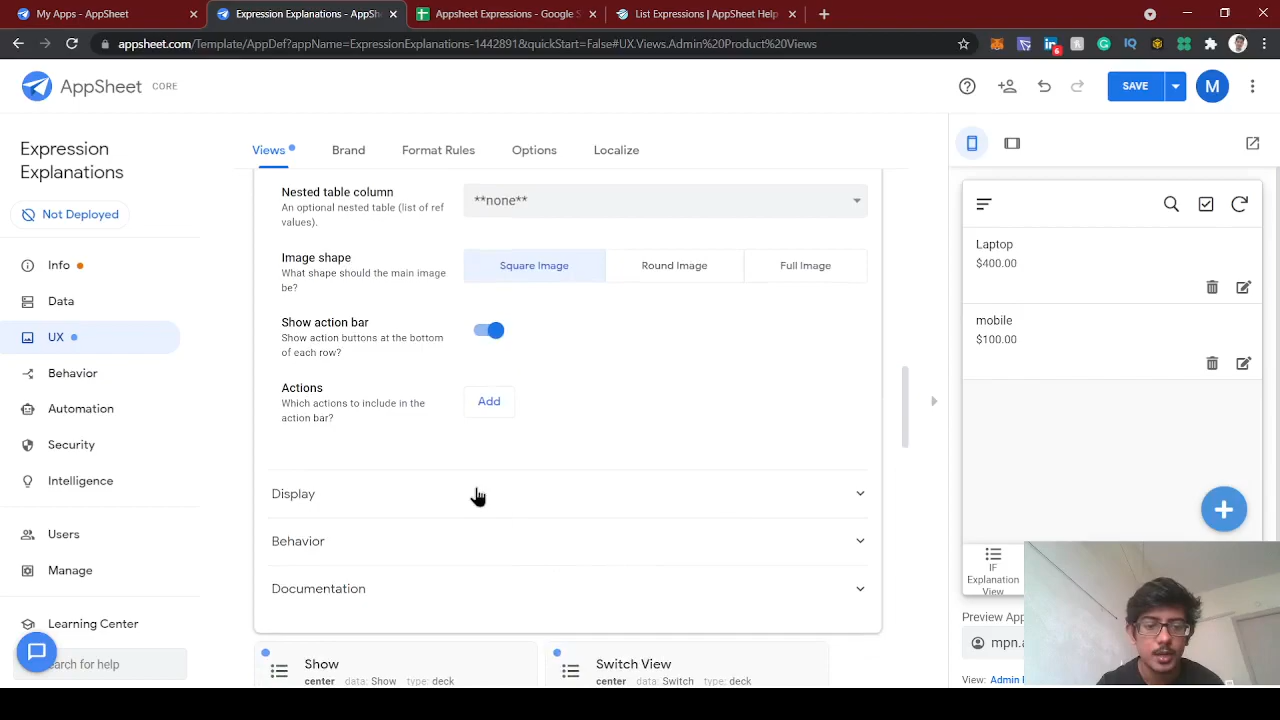 My Apps - AppSheet
Expression Explanations - AppSh
Appsheet Expressions - Google S
List Expressions | AppSheet Help
appsheet.com/Template/AppDef?appName=ExpressionExplanations-1442891&quickStart=False#UX.Views.Admin%20Product%20Views
6
AppSheet CORE
SAVE
M
Expression
Explanations
Not Deployed
Info
Data
UX
Behavior
Automation
Security
Intelligence
Users
Manage
Learning Center
earch for help
Views
Brand
Format Rules
Options
Localize
Nested table column
An optional nested table (list of ref
values).
**none**
Image shape
What shape should the main image
be?
Square Image
Round Image
Full Image
Show action bar
Show action buttons at the bottom
of each row?
Actions
Which actions to include in the
action bar?
Add
Display
Behavior
Documentation
Show
center data: Show type: deck
Switch View
center data: Switch type: deck
Laptop
$400.00
mobile
$100.00
IF
Explanation
View
Preview App
mpn.a
View: Admin